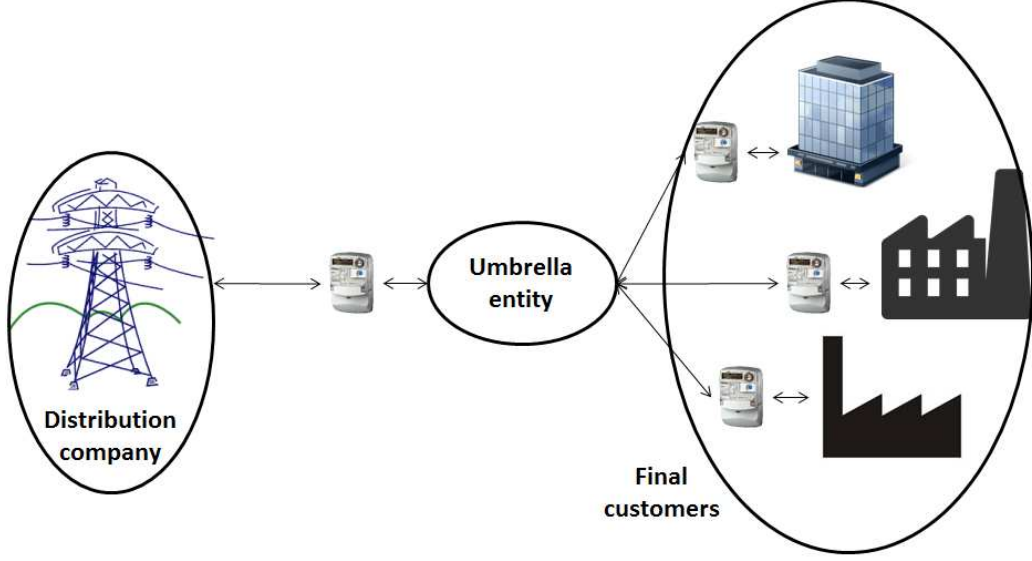 Distribution
company
Umbrella
entity
Final
customers